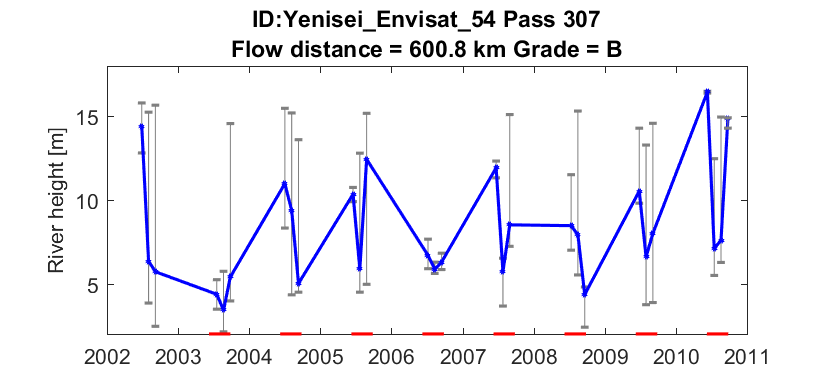 ID:Yenisei_Envisat_54 Pass 307
Flow distance = 600.8 km Grade = B
River height [m]
15
10
5
2002 2003 2004 2005 2006 2007 2008 2009 2010 2011